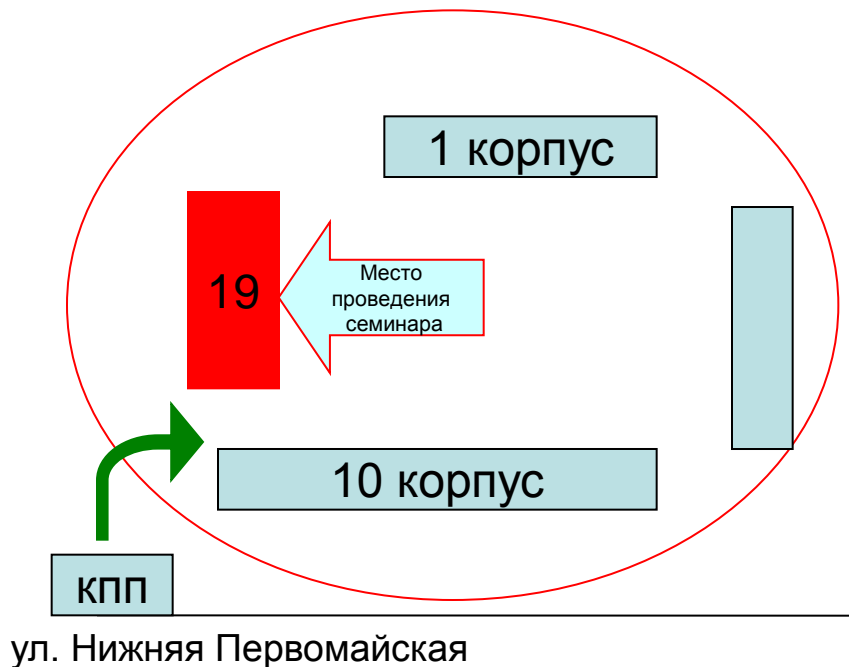 1 корпус
19
Место
проведения
семинара
10 корпус
кпп
ул. Нижняя Первомайская